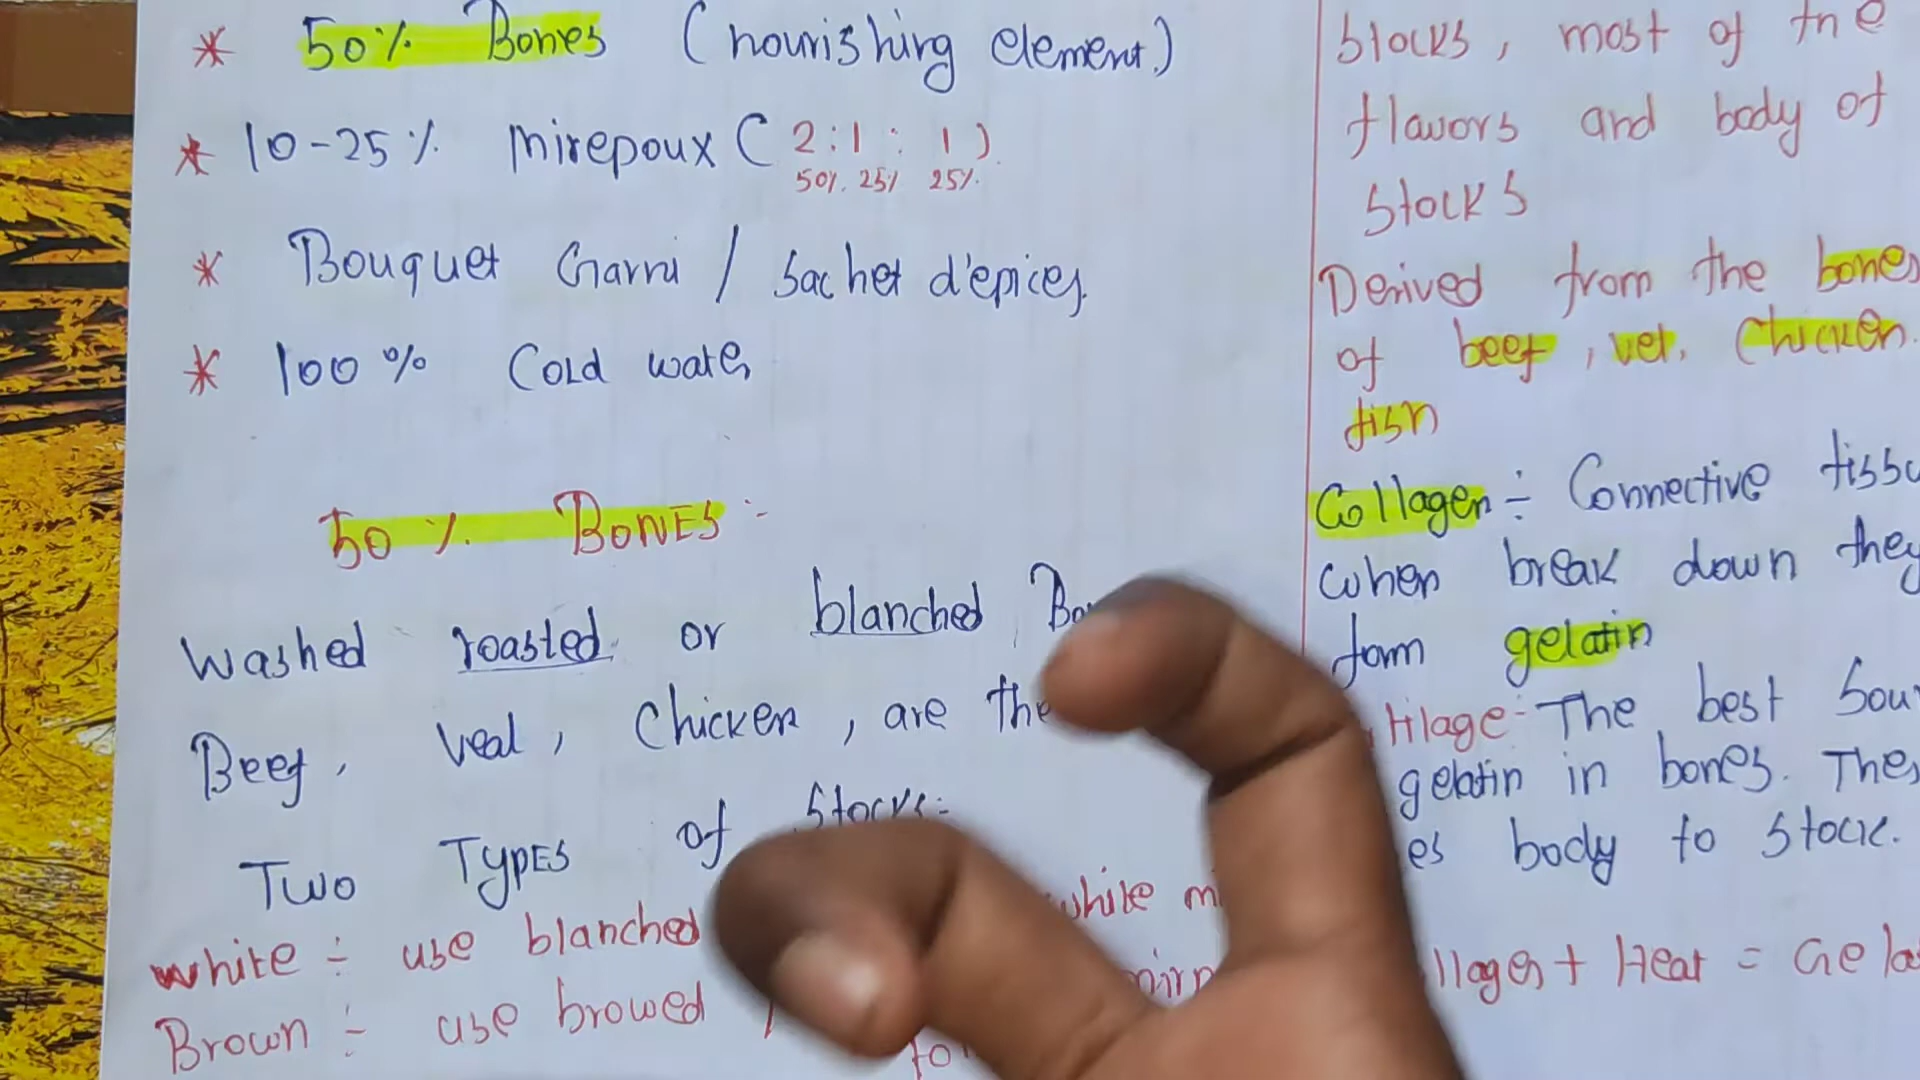 * 50% Bones (nourishing element)
* 10-25% mirepoux (2:1:1)
50%. 25% 25%.
* Bouquet Garni / Sachet d'epices
* 100% Cold water
50% BONES:-
washed roasted or blanched
Beef, veal, Chicken, are the
Two Types of Stocks:-
white ÷ use blanched white
Brown ÷ use browed
blocks, most of the
flavors and body of
stocks
Derived from the bones
of beef, vel, Chicken.
fish
Collagen ÷ Connective
when break down they
form gelatin
The best
gelatin in bones.
body to stock.
+ Heat =